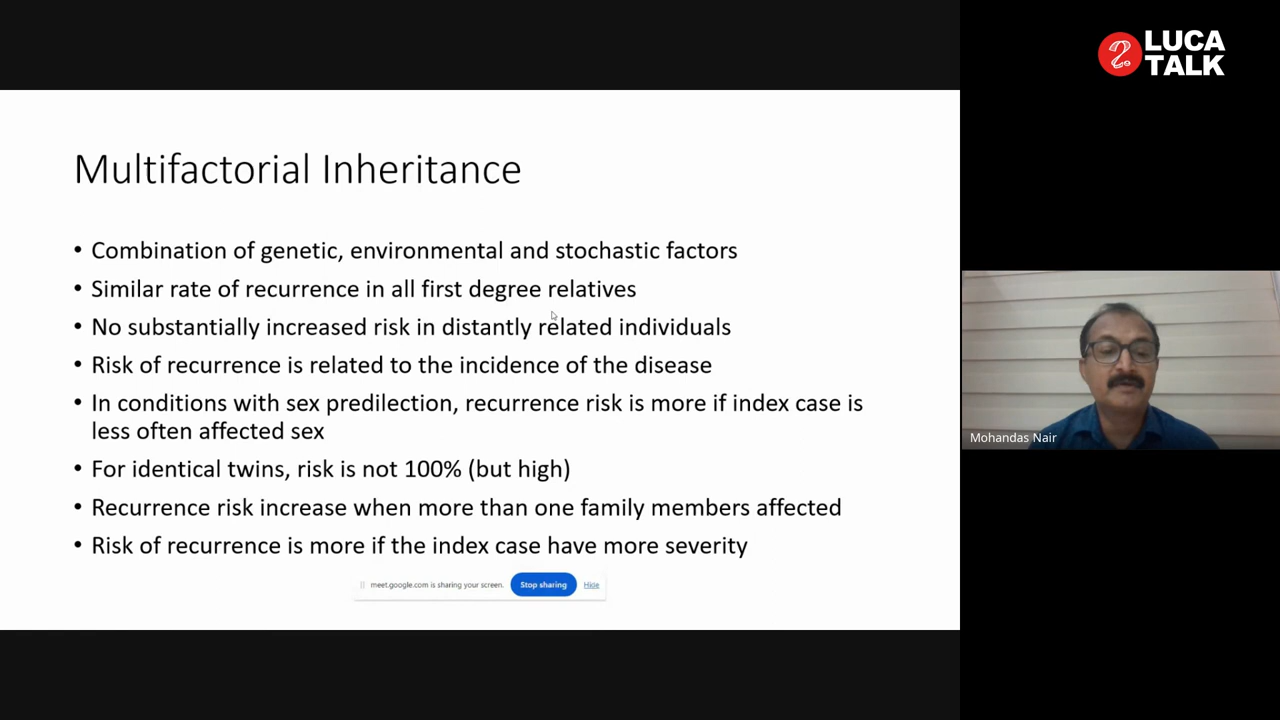 LUCA
TALK
Multifactorial Inheritance
• Combination of genetic, environmental and stochastic factors
• Similar rate of recurrence in all first degree relatives
• No substantially increased risk in distantly related individuals
• Risk of recurrence is related to the incidence of the disease
• In conditions with sex predilection, recurrence risk is more if index case is
less often affected sex
• For identical twins, risk is not 100% (but high)
• Recurrence risk increase when more than one family members affected
• Risk of recurrence is more if the index case have more severity
meet.google.com is sharing your screen. Stop sharing Hide
Mohandas Nair